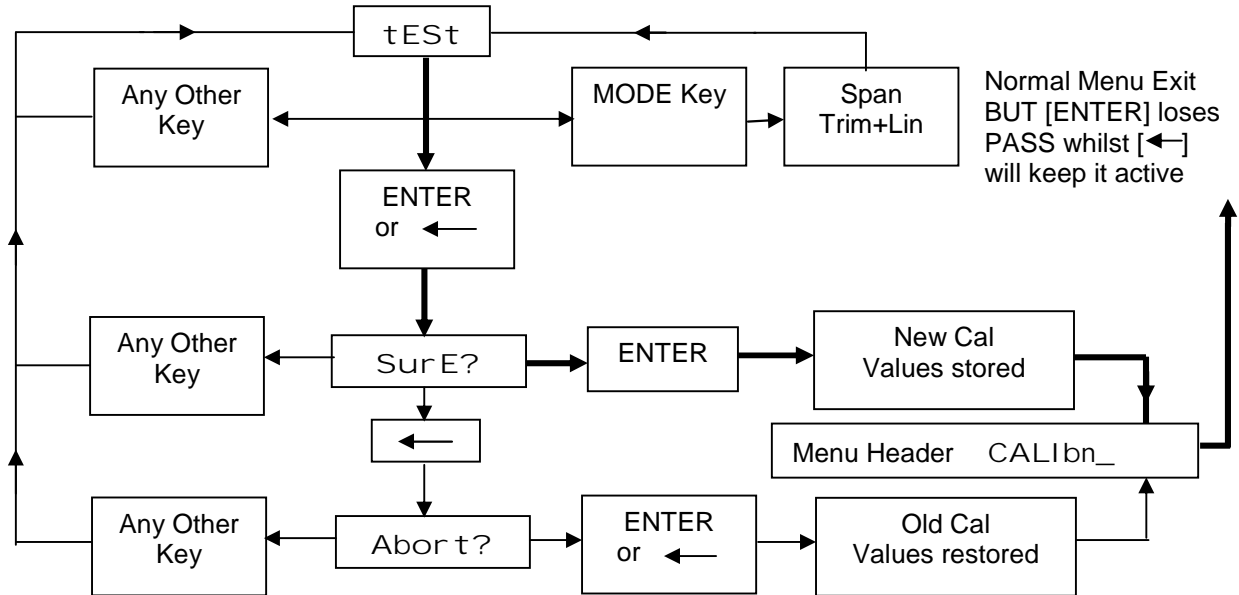 tESt
Any Other
Key
MODE Key
Span
Trim+Lin
Normal Menu Exit
BUT [ENTER] loses
PASS whilst [←]
will keep it active
ENTER
or ←
Any Other
Key
SurE?
ENTER
New Cal
Values stored
←
Menu Header CALIbn_
Any Other
Key
Abort?
ENTER
or ←
Old Cal
Values restored